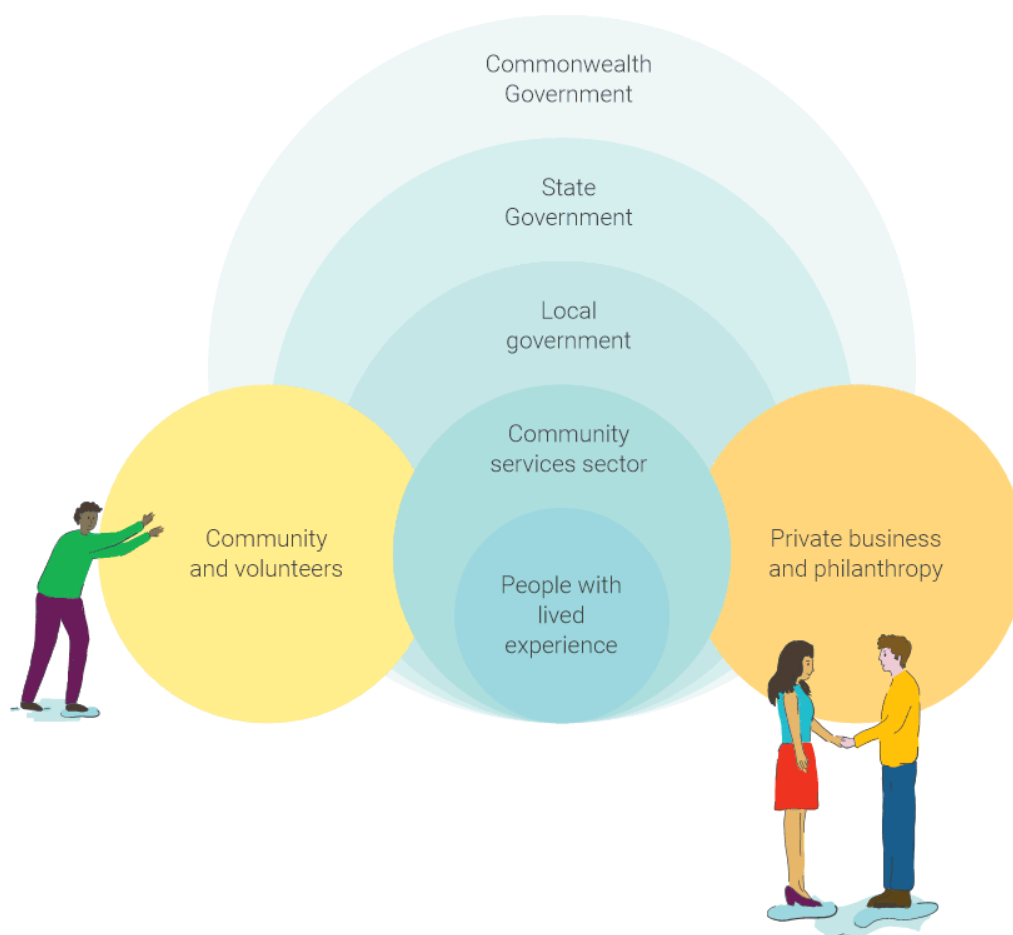 Commonwealth
Government
State
Government
Local
government
Community
services sector
Community
and volunteers
People with
lived
experience
Private business
and philanthropy